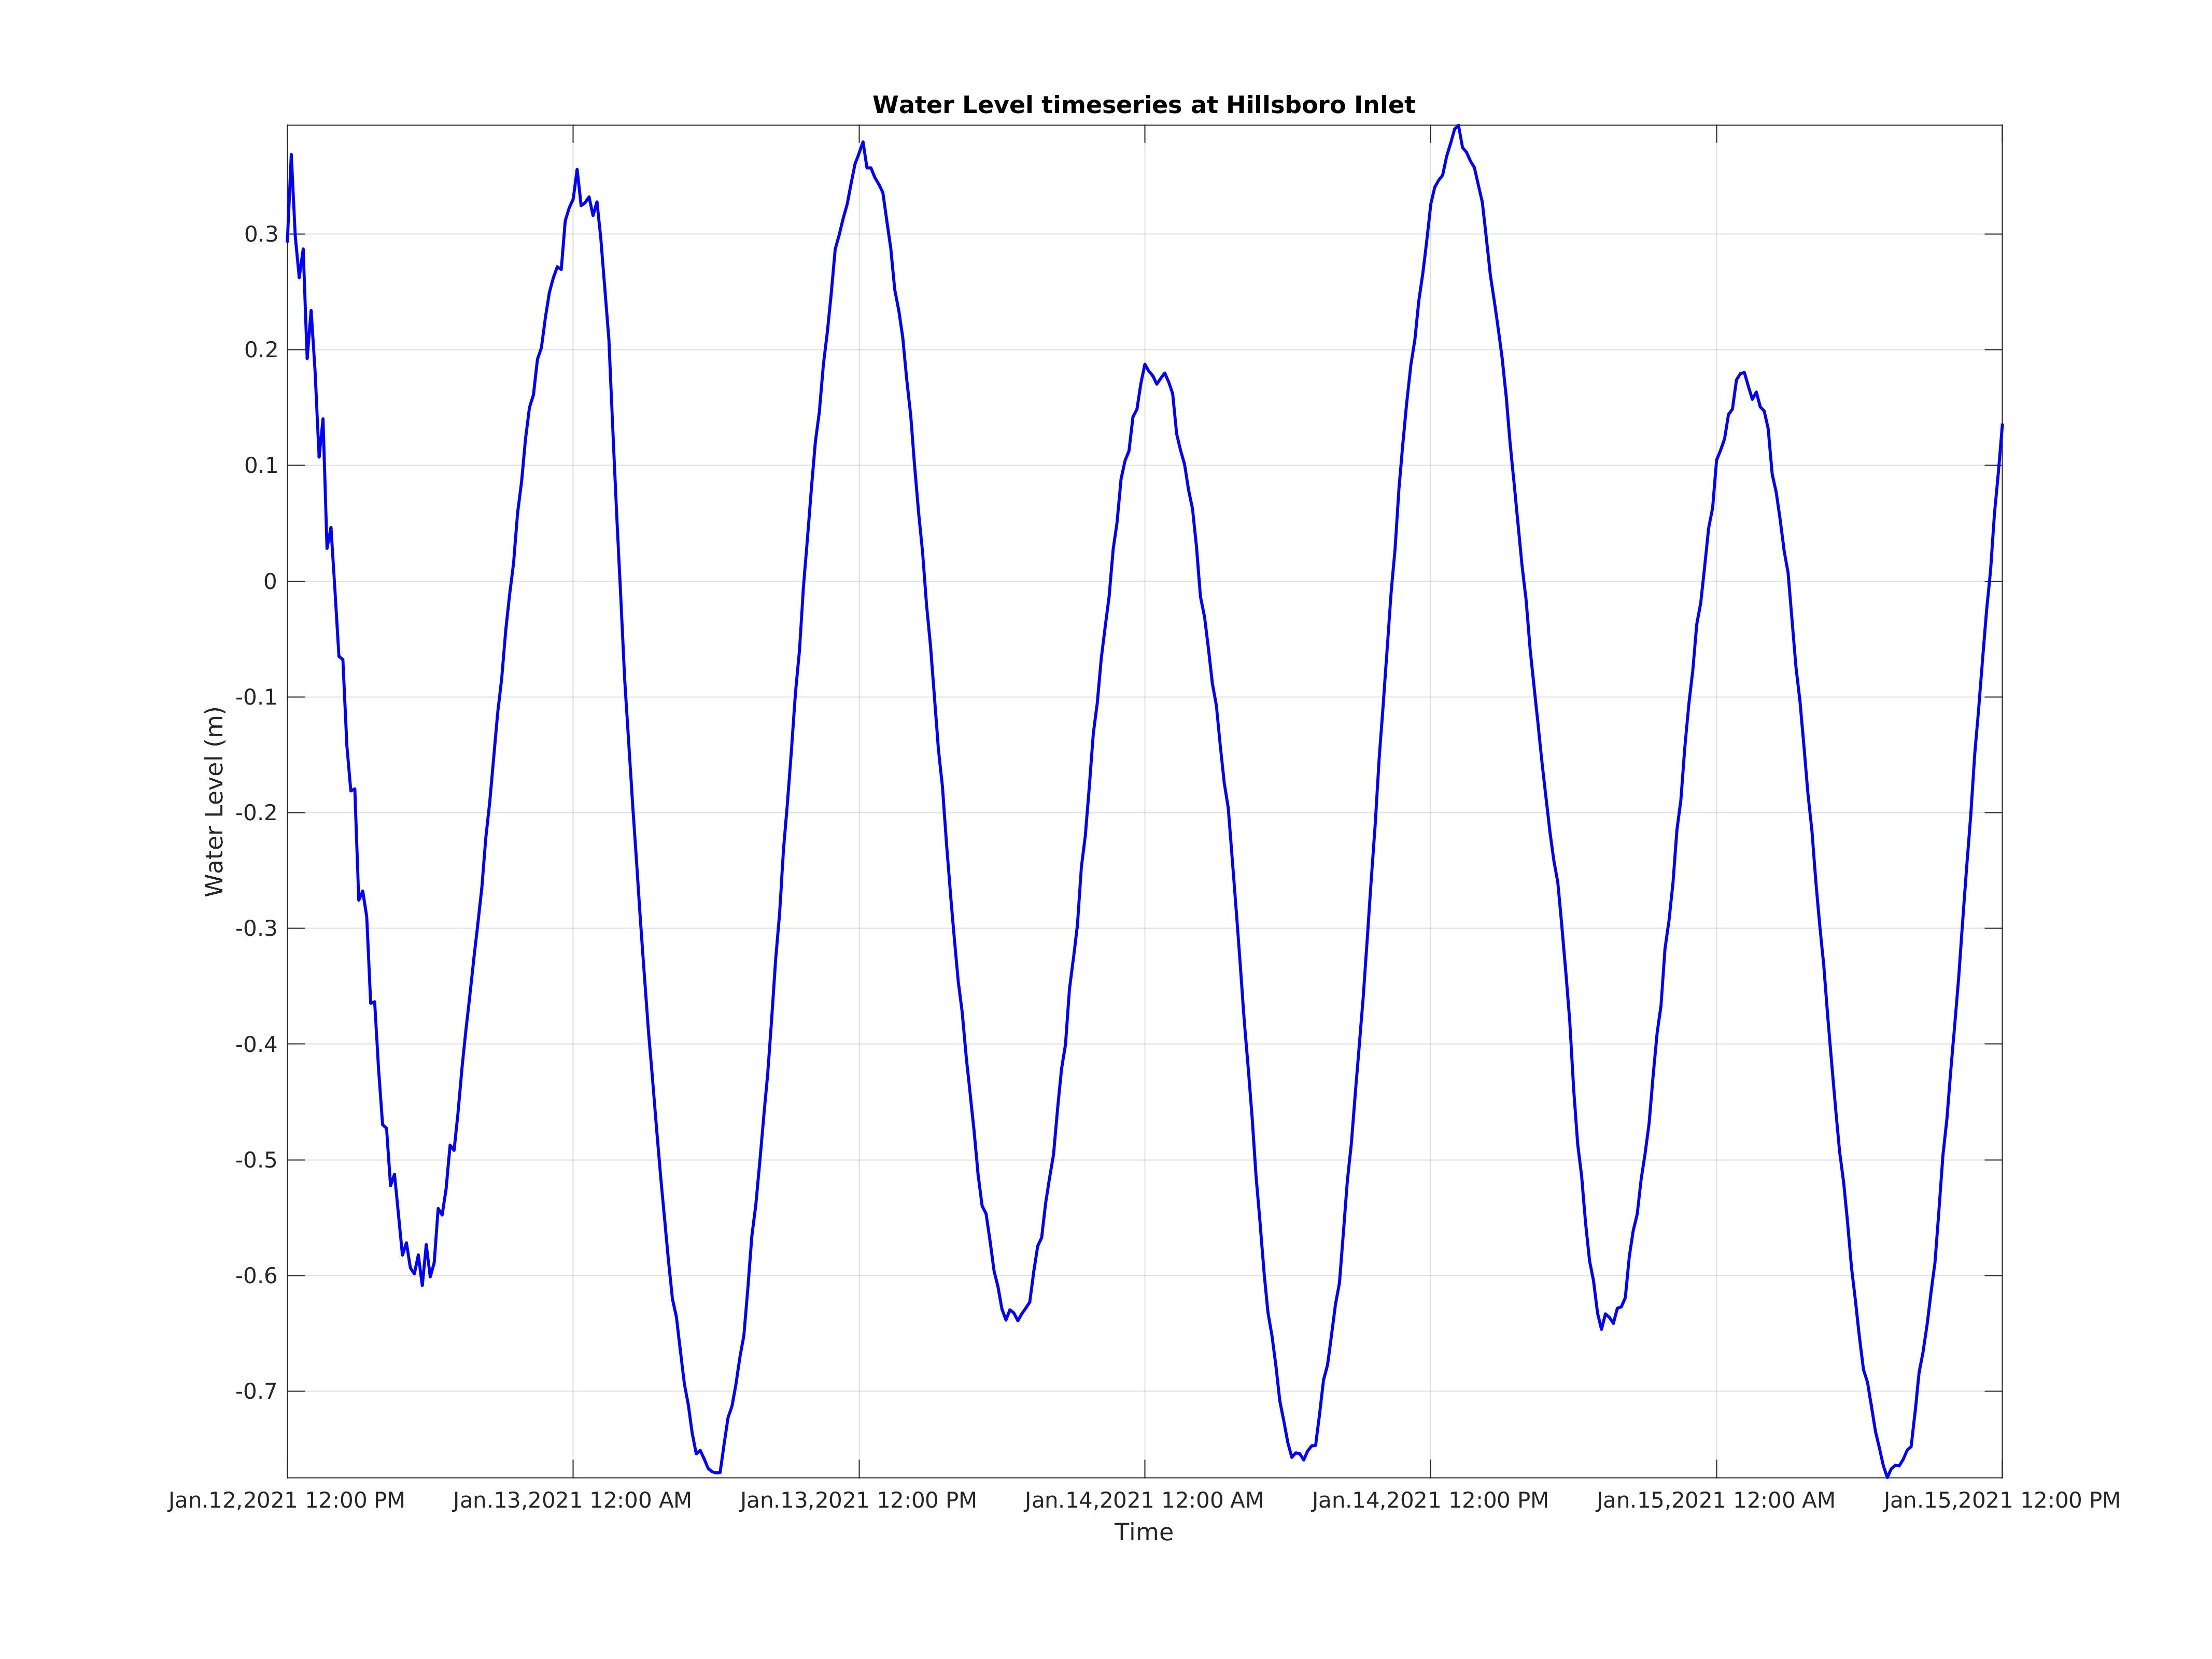 Water Level timeseries at Hillsboro Inlet
0.3
0.2
0.1
0
-0.1
-0.2
-0.3
-0.4
-0.5
-0.6
-0.7
Water Level (m)
Jan.12,2021 12:00 PM
Jan.13,2021 12:00 AM
Jan.13,2021 12:00 PM
Jan.14,2021 12:00 AM
Jan.14,2021 12:00 PM
Jan.15,2021 12:00 AM
Jan.15,2021 12:00 PM
Time